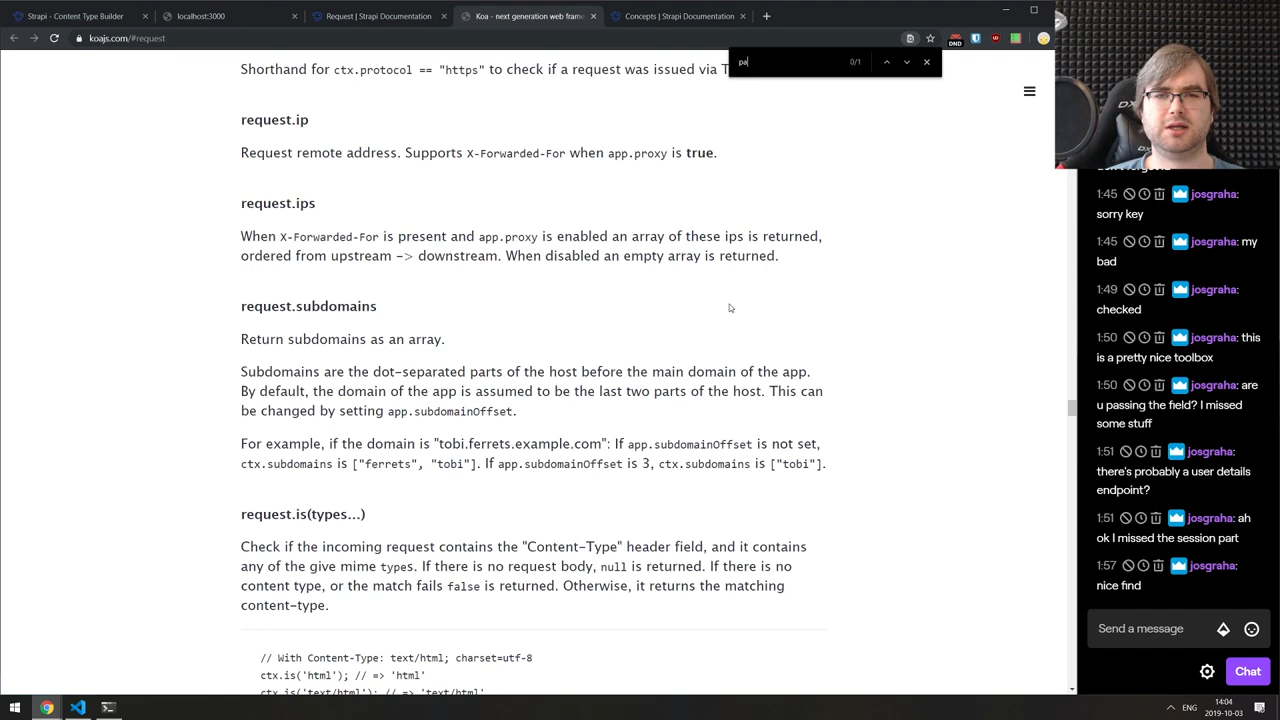 Strapi - Content Type Builder
localhost:3000
Request | Strapi Documentation
Koa - next generation web frame
Concepts | Strapi Documentation
koajs.com/#request
DND
pa
0/1
Shorthand for ctx.protocol == "https" to check if a request was issued via T
request.ip
Request remote address. Supports X-Forwarded-For when app.proxy is true.
request.ips
When X-Forwarded-For is present and app.proxy is enabled an array of these ips is returned,
ordered from upstream -> downstream. When disabled an empty array is returned.
request.subdomains
Return subdomains as an array.
Subdomains are the dot-separated parts of the host before the main domain of the app.
By default, the domain of the app is assumed to be the last two parts of the host. This can
be changed by setting app.subdomainOffset.
For example, if the domain is "tobi.ferrets.example.com": If app.subdomainOffset is not set,
ctx.subdomains is ["ferrets", "tobi"]. If app.subdomainOffset is 3, ctx.subdomains is ["tobi"].
request.is(types...)
Check if the incoming request contains the "Content-Type" header field, and it contains
any of the give mime types. If there is no request body, null is returned. If there is no
content type, or the match fails false is returned. Otherwise, it returns the matching
content-type.
// With Content-Type: text/html; charset=utf-8
ctx.is('html'); // => 'html'
ctx.is('text/html'); // => 'text/html'
DX
1:45 josgraha:
sorry key
1:45 josgraha: my
bad
1:49 josgraha:
checked
1:50 josgraha: this
is a pretty nice toolbox
1:50 josgraha: are
u passing the field? I missed
some stuff
1:51 josgraha:
there's probably a user details
endpoint?
1:51 josgraha: ah
ok I missed the session part
1:57 josgraha:
nice find
Send a message
Chat
ENG
14:04
2019-10-03